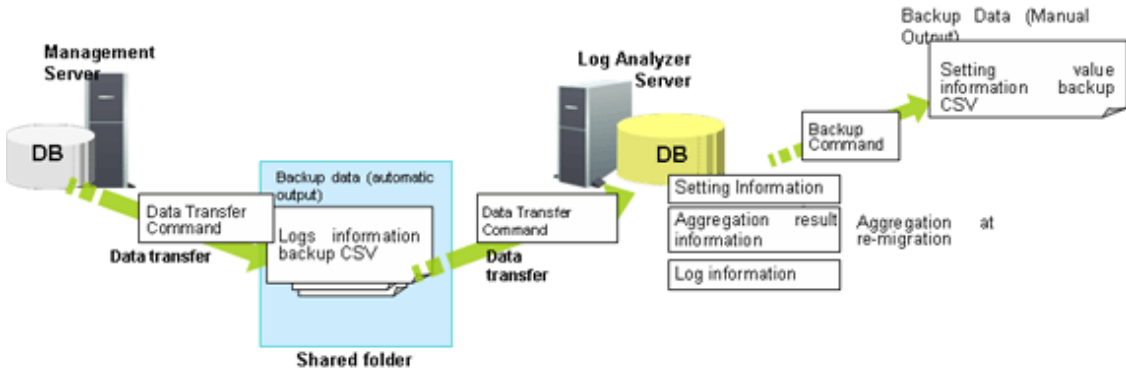 Management
Server
DB
Data Transfer
Command
Data transfer
Backup data (automatic
output)
Logs information
backup CSV
Shared folder
Data Transfer
Command
Data
transfer
Log Analyzer
Server
DB
Setting Information
Aggregation result
information
Log information
Aggregation at
re-migration
Backup
Command
Backup Data (Manual
Output)
Setting value
information backup
CSV